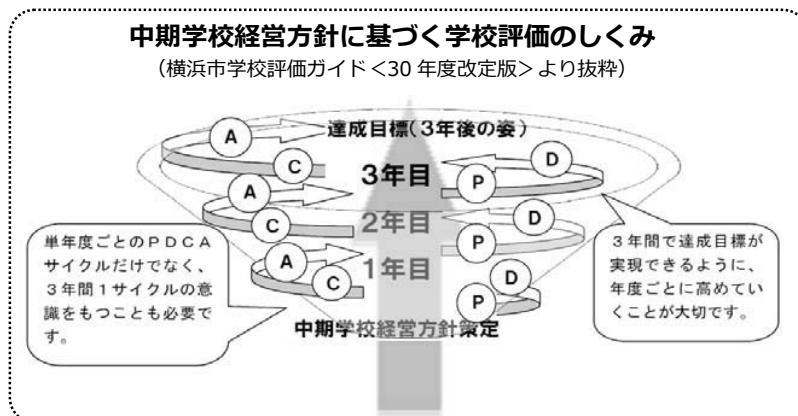 中期学校経営方針に基づく学校評価のしくみ
（横浜市学校評価ガイド＜30 年度改定版＞より抜粋）
達成目標（３年後の姿）
A
D
C
３年目
P
A
D
C
２年目
P
A
D
C
１年目
P
中期学校経営方針策定
単年度ごとのＰＤＣＡ
サイクルだけでなく、
３年間１サイクルの意
識をもつことも必要で
す。
３年間で達成目標が
実現できるように、
年度ごとに高めてい
くことが大切です。